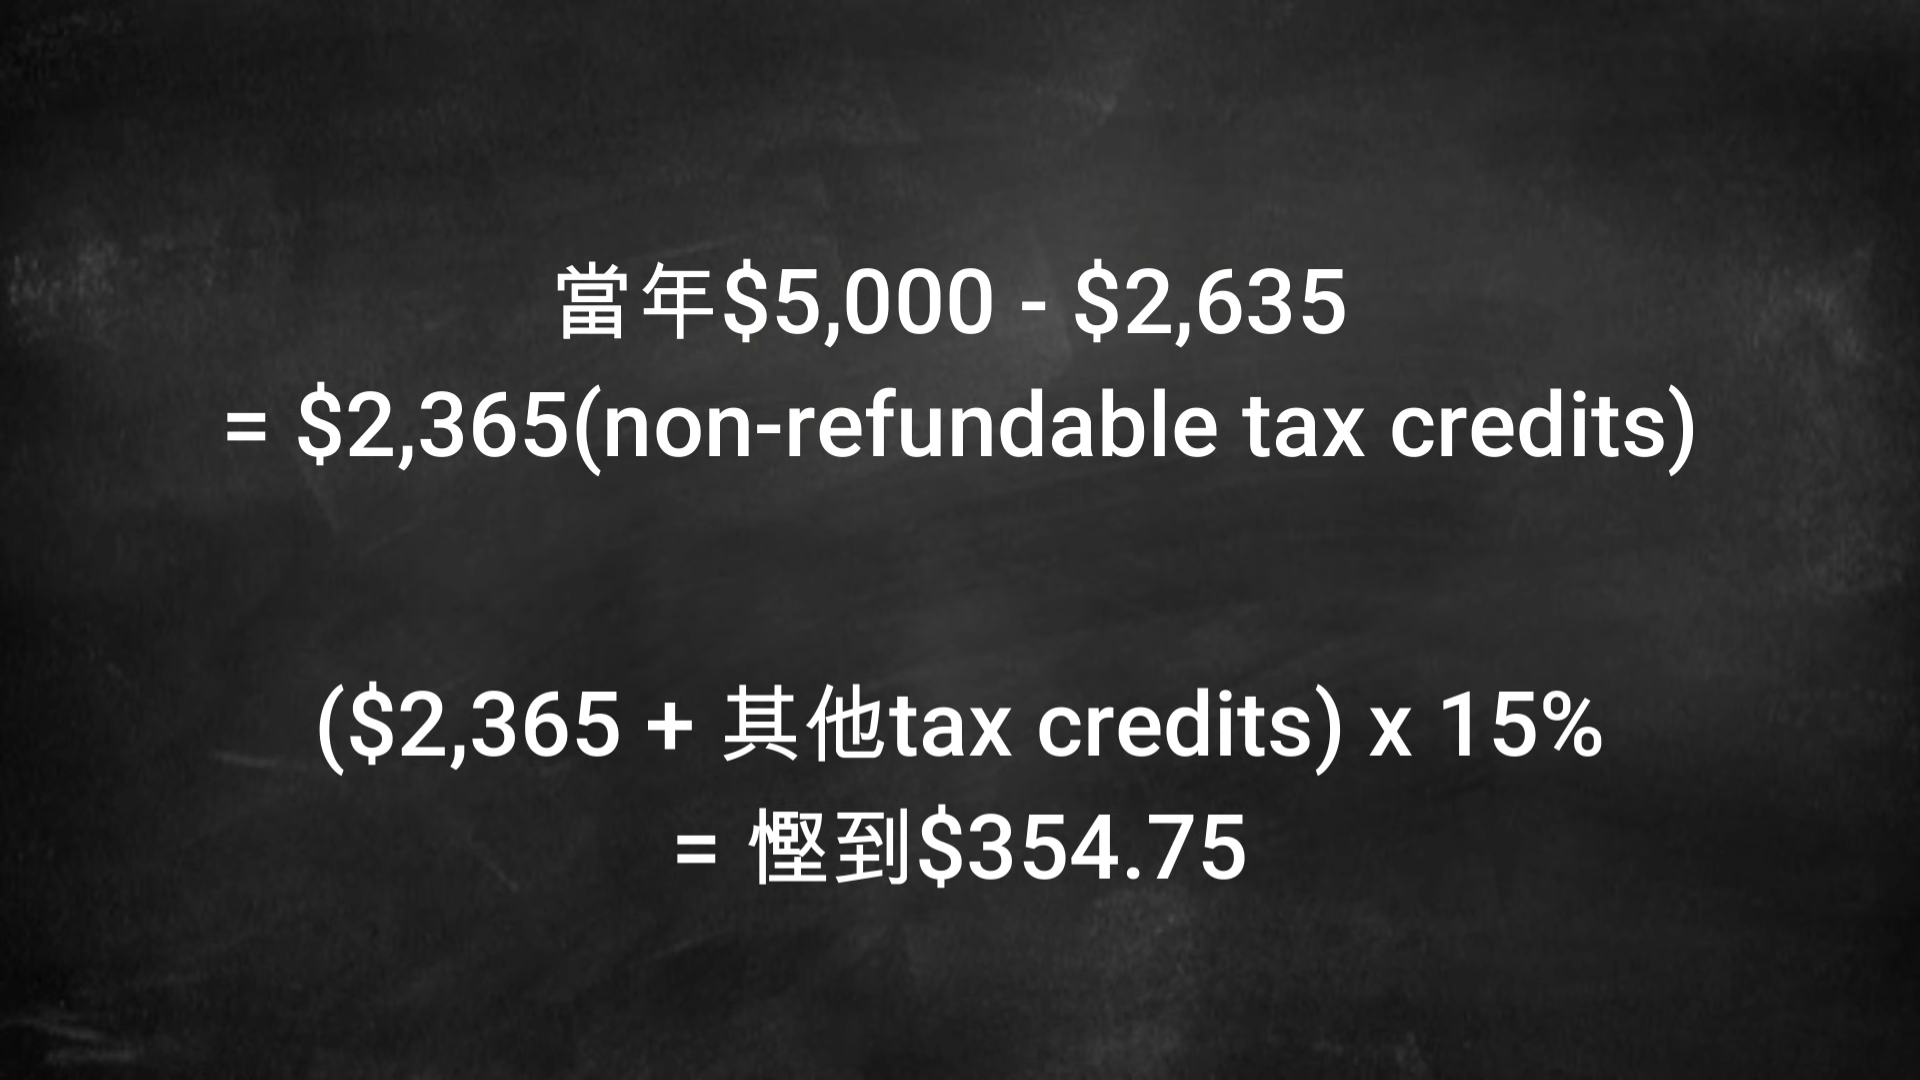 當年$5,000 - $2,635
= $2,365(non-refundable tax credits)
($2,365 + 其他tax credits) x 15%
= 慳到$354.75